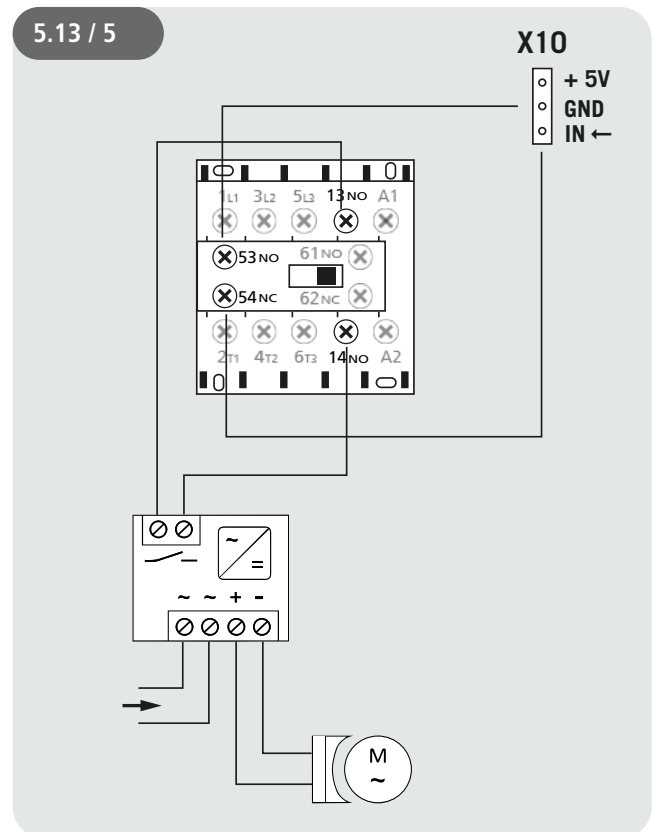 5.13 / 5
X10
+ 5V
GND
IN ←
1L1 3L2 5L3 13NO A1
53NO 61NO
54NC 62NC
2T1 4T2 6T3 14NO A2
~ =
~ ~ + -
M
~